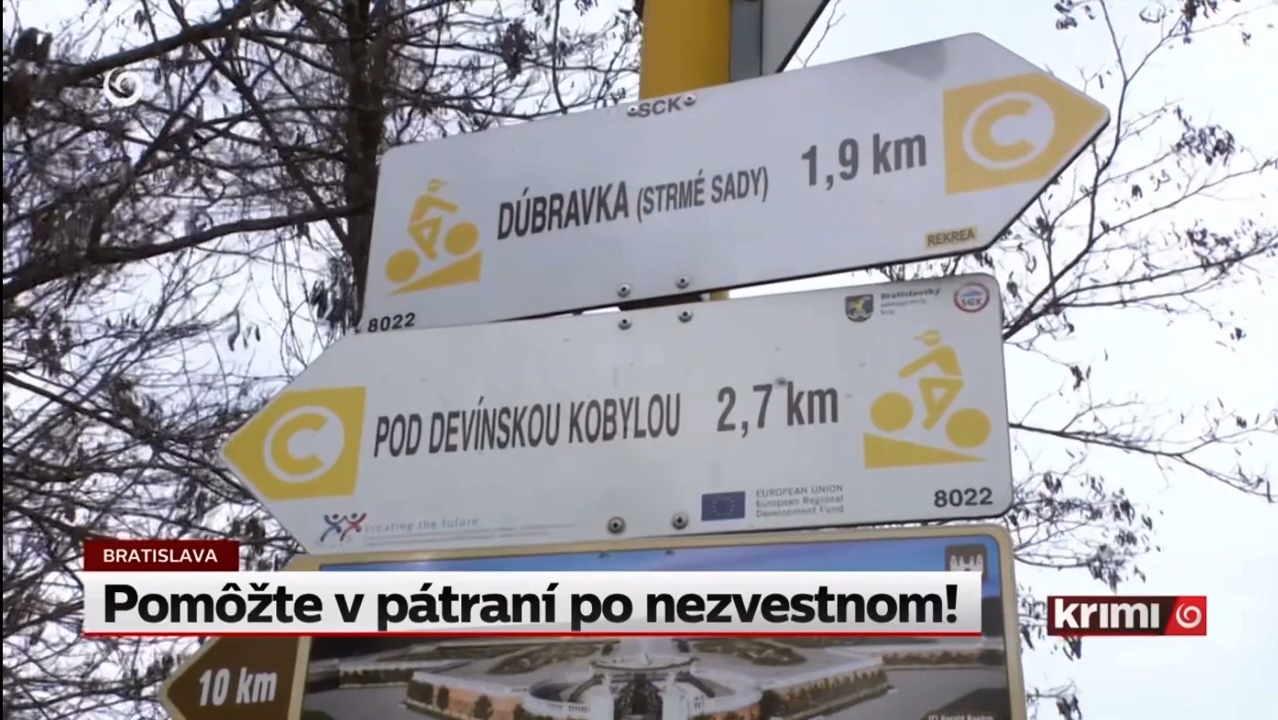 SCK
DÚBRAVKA (STRMÉ SADY) 1,9 km
C
REKREA
8022
Bratislavský
SCK
C
POD DEVÍNSKOU KOBYLOU 2,7 km
creating the future
EUROPEAN UNION
European Regional
Development Fund
8022
BRATISLAVA
Pomôžte v pátraní po nezvestnom!
krimi
10 km